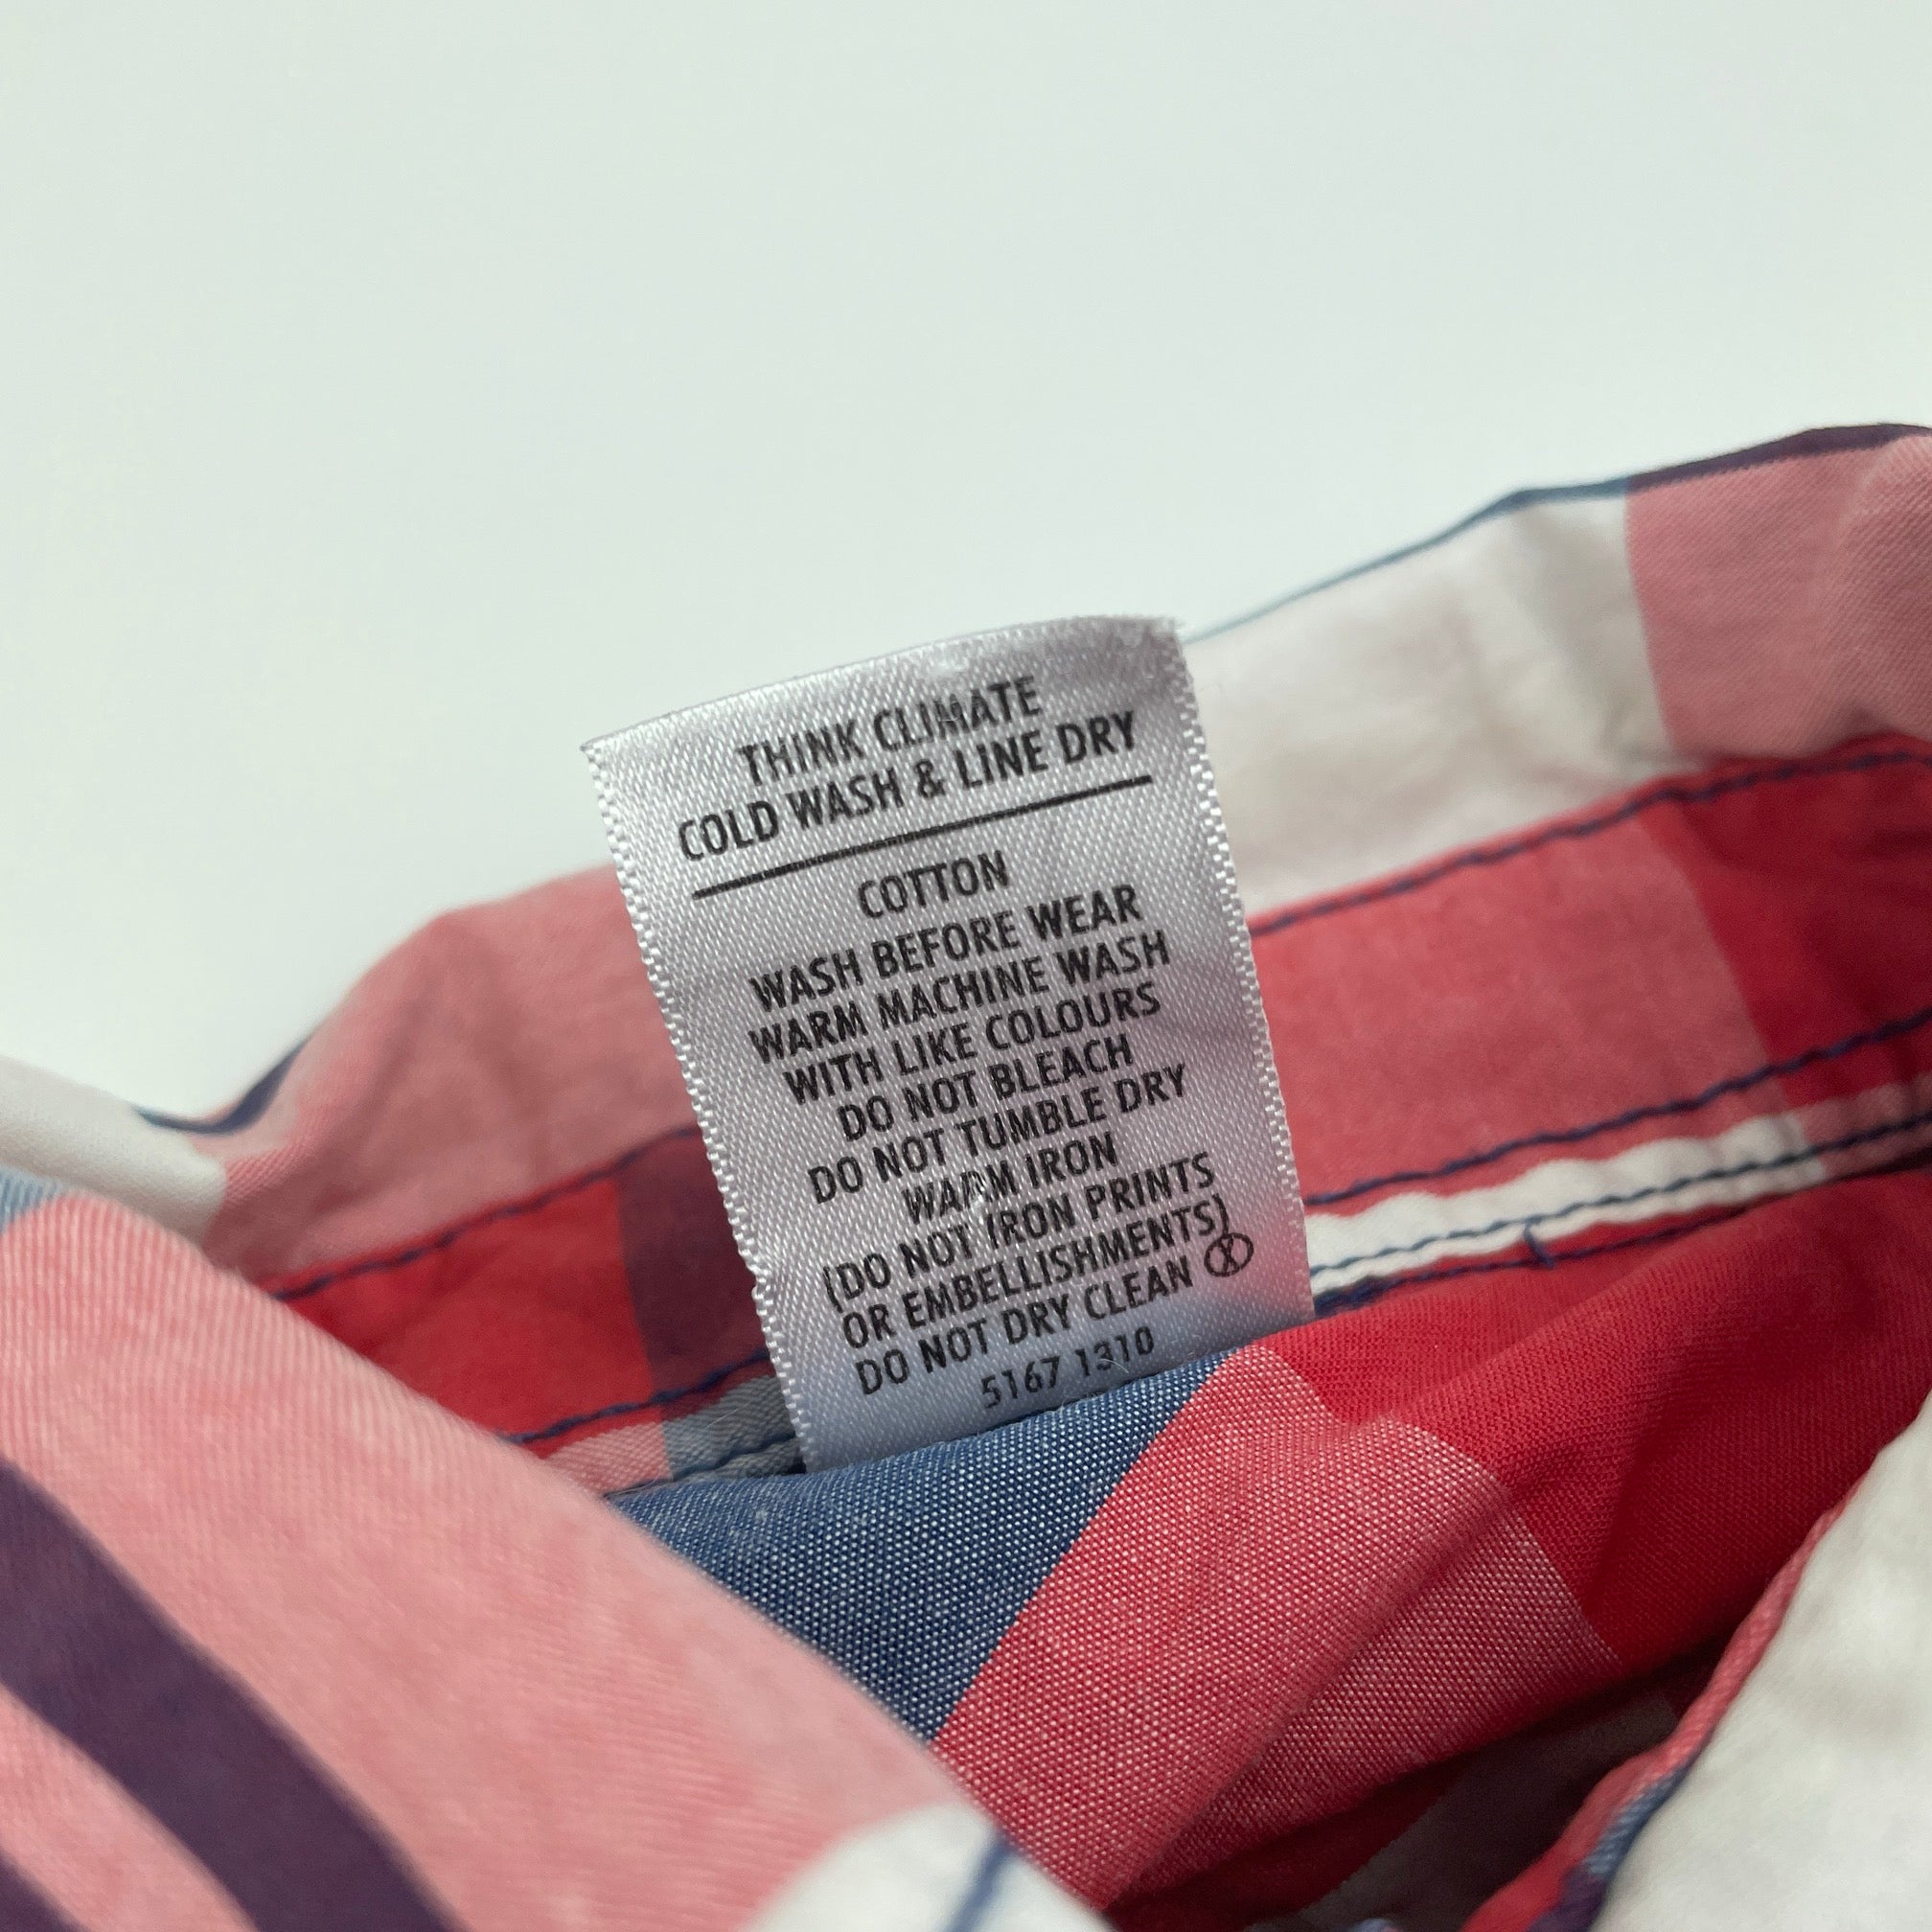 THINK CLIMATE
COLD WASH & LINE DRY
COTTON
WASH BEFORE WEAR
WARM MACHINE WASH
WITH LIKE COLOURS
DO NOT BLEACH
DO NOT TUMBLE DRY
WARM IRON
(DO NOT IRON PRINTS
OR EMBELLISHMENTS)
DO NOT DRY CLEAN Ⓧ
5167 1310